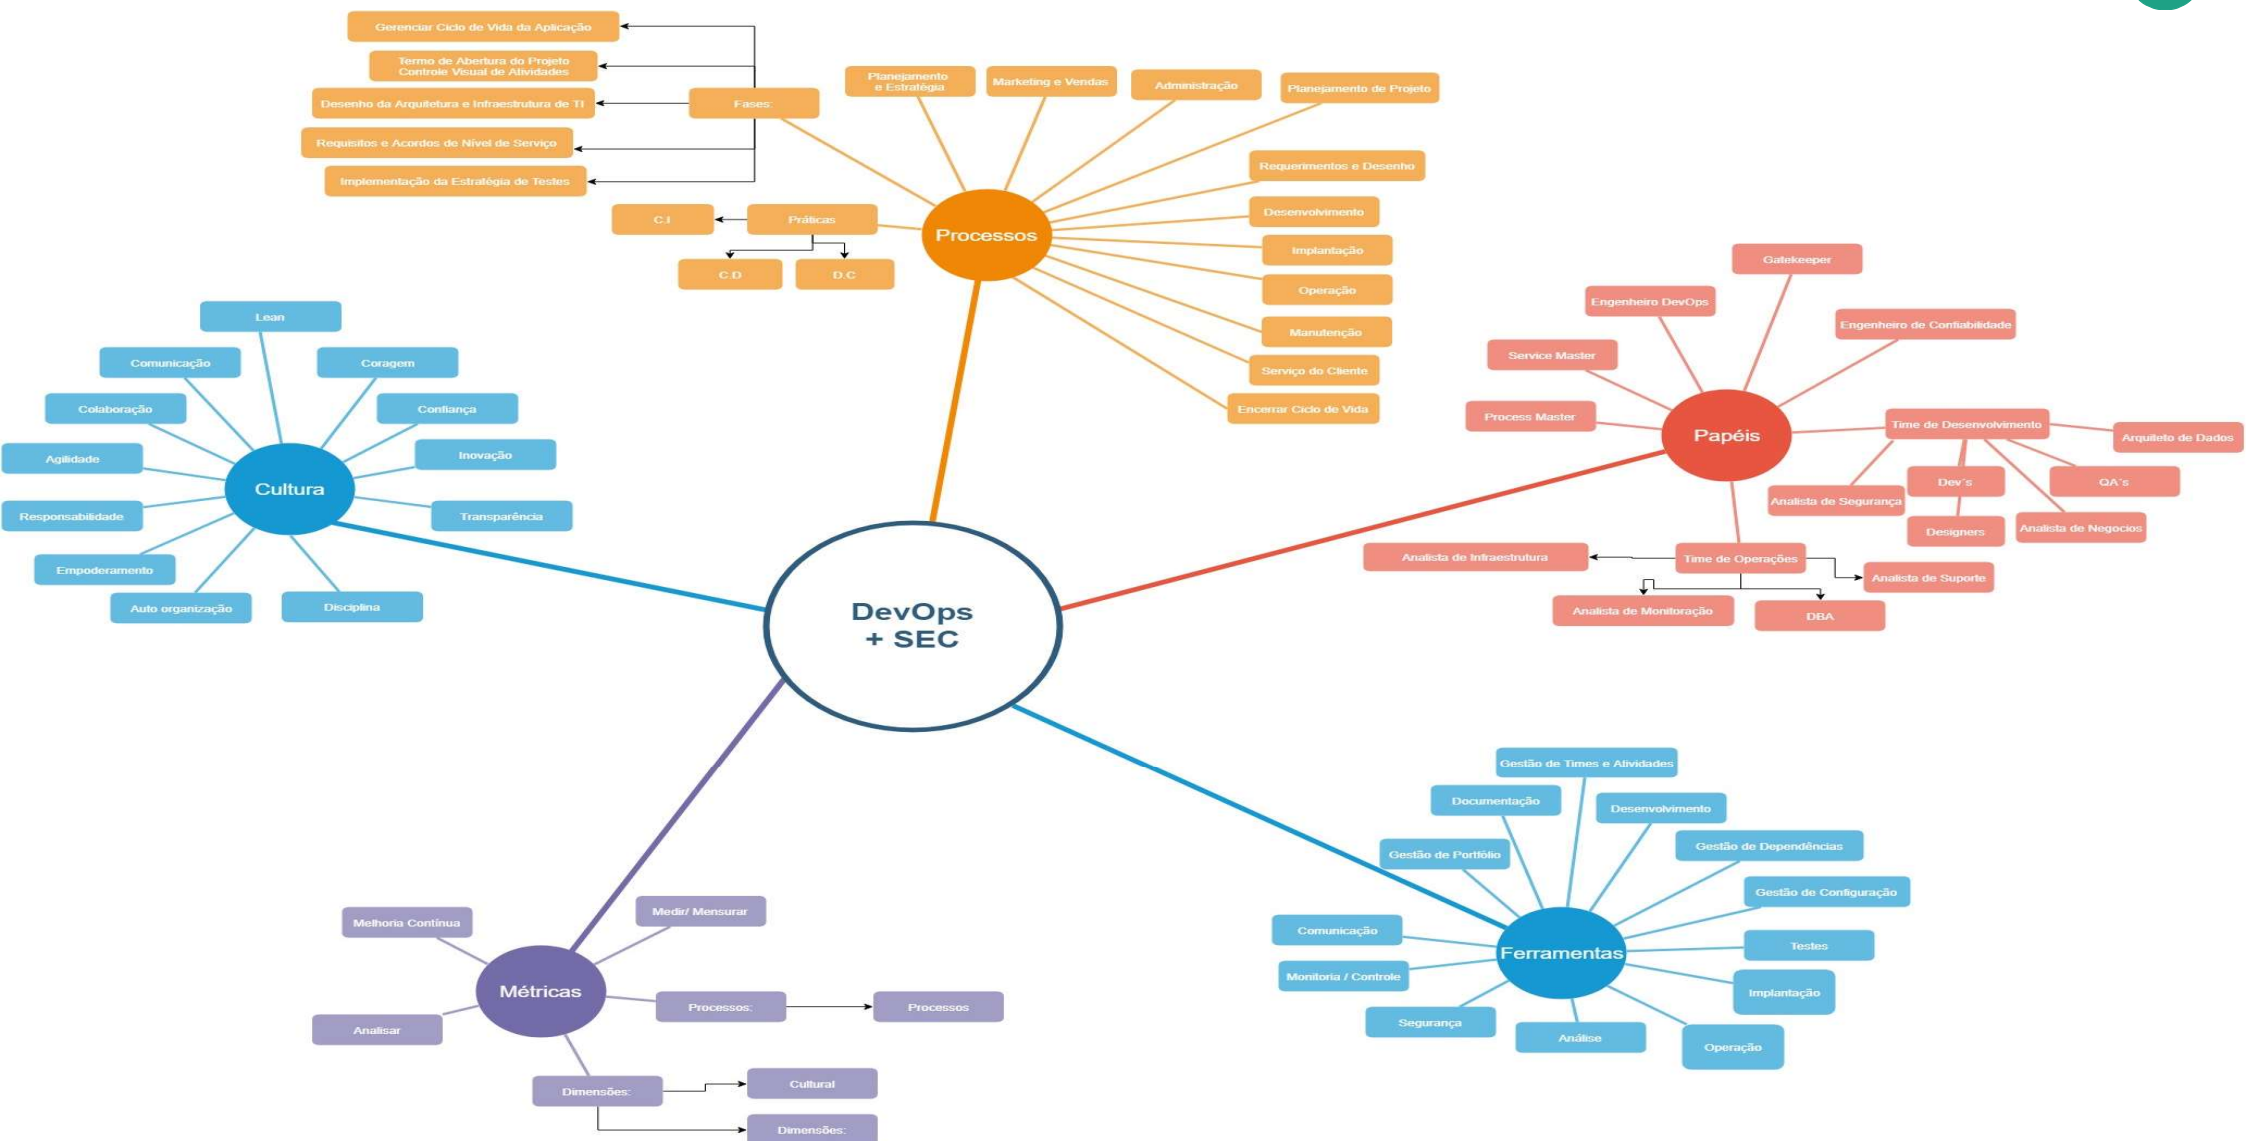 Gerenciar Ciclo de Vida da Aplicação
Termo de Abertura do Projeto
Controle Visual de Atividades
Desenho da Arquitetura e Infraestrutura de TI
Requisitos e Acordos de Nível de Serviço
Implementação da Estratégia de Testes
Fases:
Práticas
C.I
C.D
D.C
Planejamento
e Estratégia
Marketing e Vendas
Administração
Planejamento de Projeto
Requerimentos e Desenho
Desenvolvimento
Implantação
Operação
Manutenção
Serviço do Cliente
Encerrar Ciclo de Vida
Processos
Lean
Comunicação
Coragem
Colaboração
Confiança
Agilidade
Inovação
Cultura
Responsabilidade
Transparência
Empoderamento
Auto organização
Disciplina
Gatekeeper
Engenheiro DevOps
Engenheiro de Confiabilidade
Service Master
Process Master
Papéis
Time de Desenvolvimento
Arquiteto de Dados
Analista de Segurança
Dev´s
QA´s
Designers
Analista de Negocios
Time de Operações
Analista de Infraestrutura
Analista de Suporte
Analista de Monitoração
DBA
DevOps
+ SEC
Gestão de Times e Atividades
Documentação
Desenvolvimento
Gestão de Portfólio
Gestão de Dependências
Gestão de Configuração
Comunicação
Testes
Ferramentas
Monitoria / Controle
Implantação
Segurança
Análise
Operação
Melhoria Contínua
Medir/ Mensurar
Métricas
Processos:
Processos
Analisar
Dimensões:
Cultural
Dimensões: